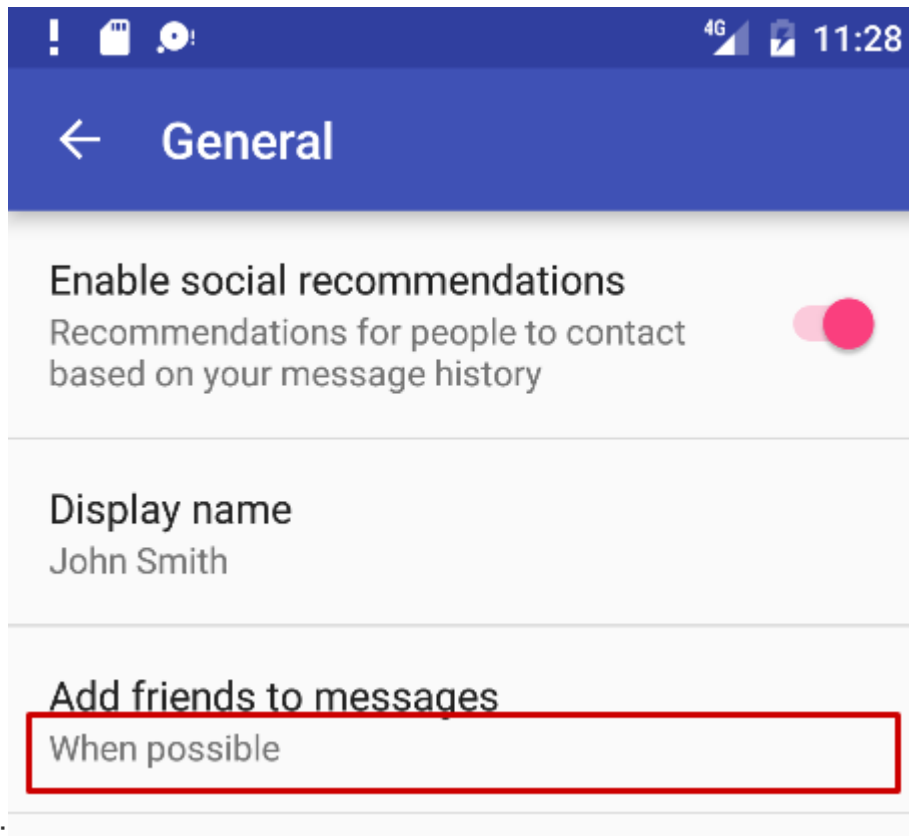 4G 11:28
General
Enable social recommendations
Recommendations for people to contact
based on your message history
Display name
John Smith
Add friends to messages
When possible
.